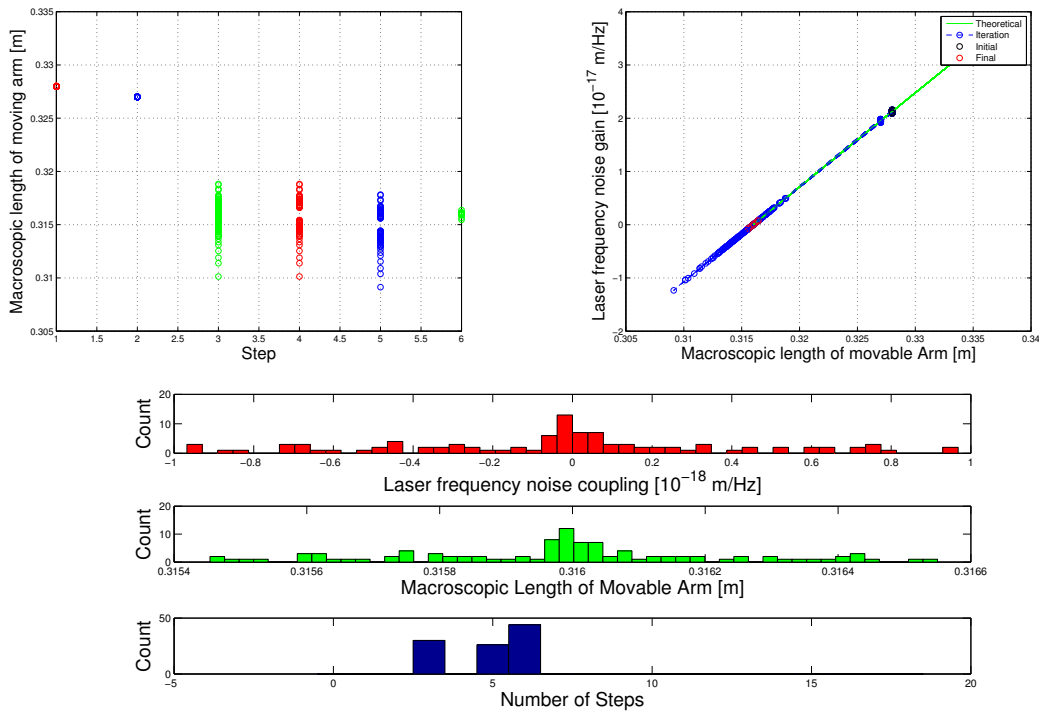 0.335
0.33
0.325
0.32
0.315
0.31
0.305
1 1.5 2 2.5 3 3.5 4 4.5 5 5.5 6
Macroscopic length of moving arm [m]
Step
4
3
2
1
0
−1
−2
0.305 0.31 0.315 0.32 0.325 0.33 0.335 0.34
Laser frequency noise gain [10⁻¹⁷ m/Hz]
Macroscopic length of movable Arm [m]
Theoretical
Iteration
Initial
Final
20
10
0
Count
−1 −0.8 −0.6 −0.4 −0.2 0 0.2 0.4 0.6 0.8 1
Laser frequency noise coupling [10⁻¹⁸ m/Hz]
20
10
0
Count
0.3154 0.3156 0.3158 0.316 0.3162 0.3164 0.3166
Macroscopic Length of Movable Arm [m]
50
0
Count
−5 0 5 10 15 20
Number of Steps